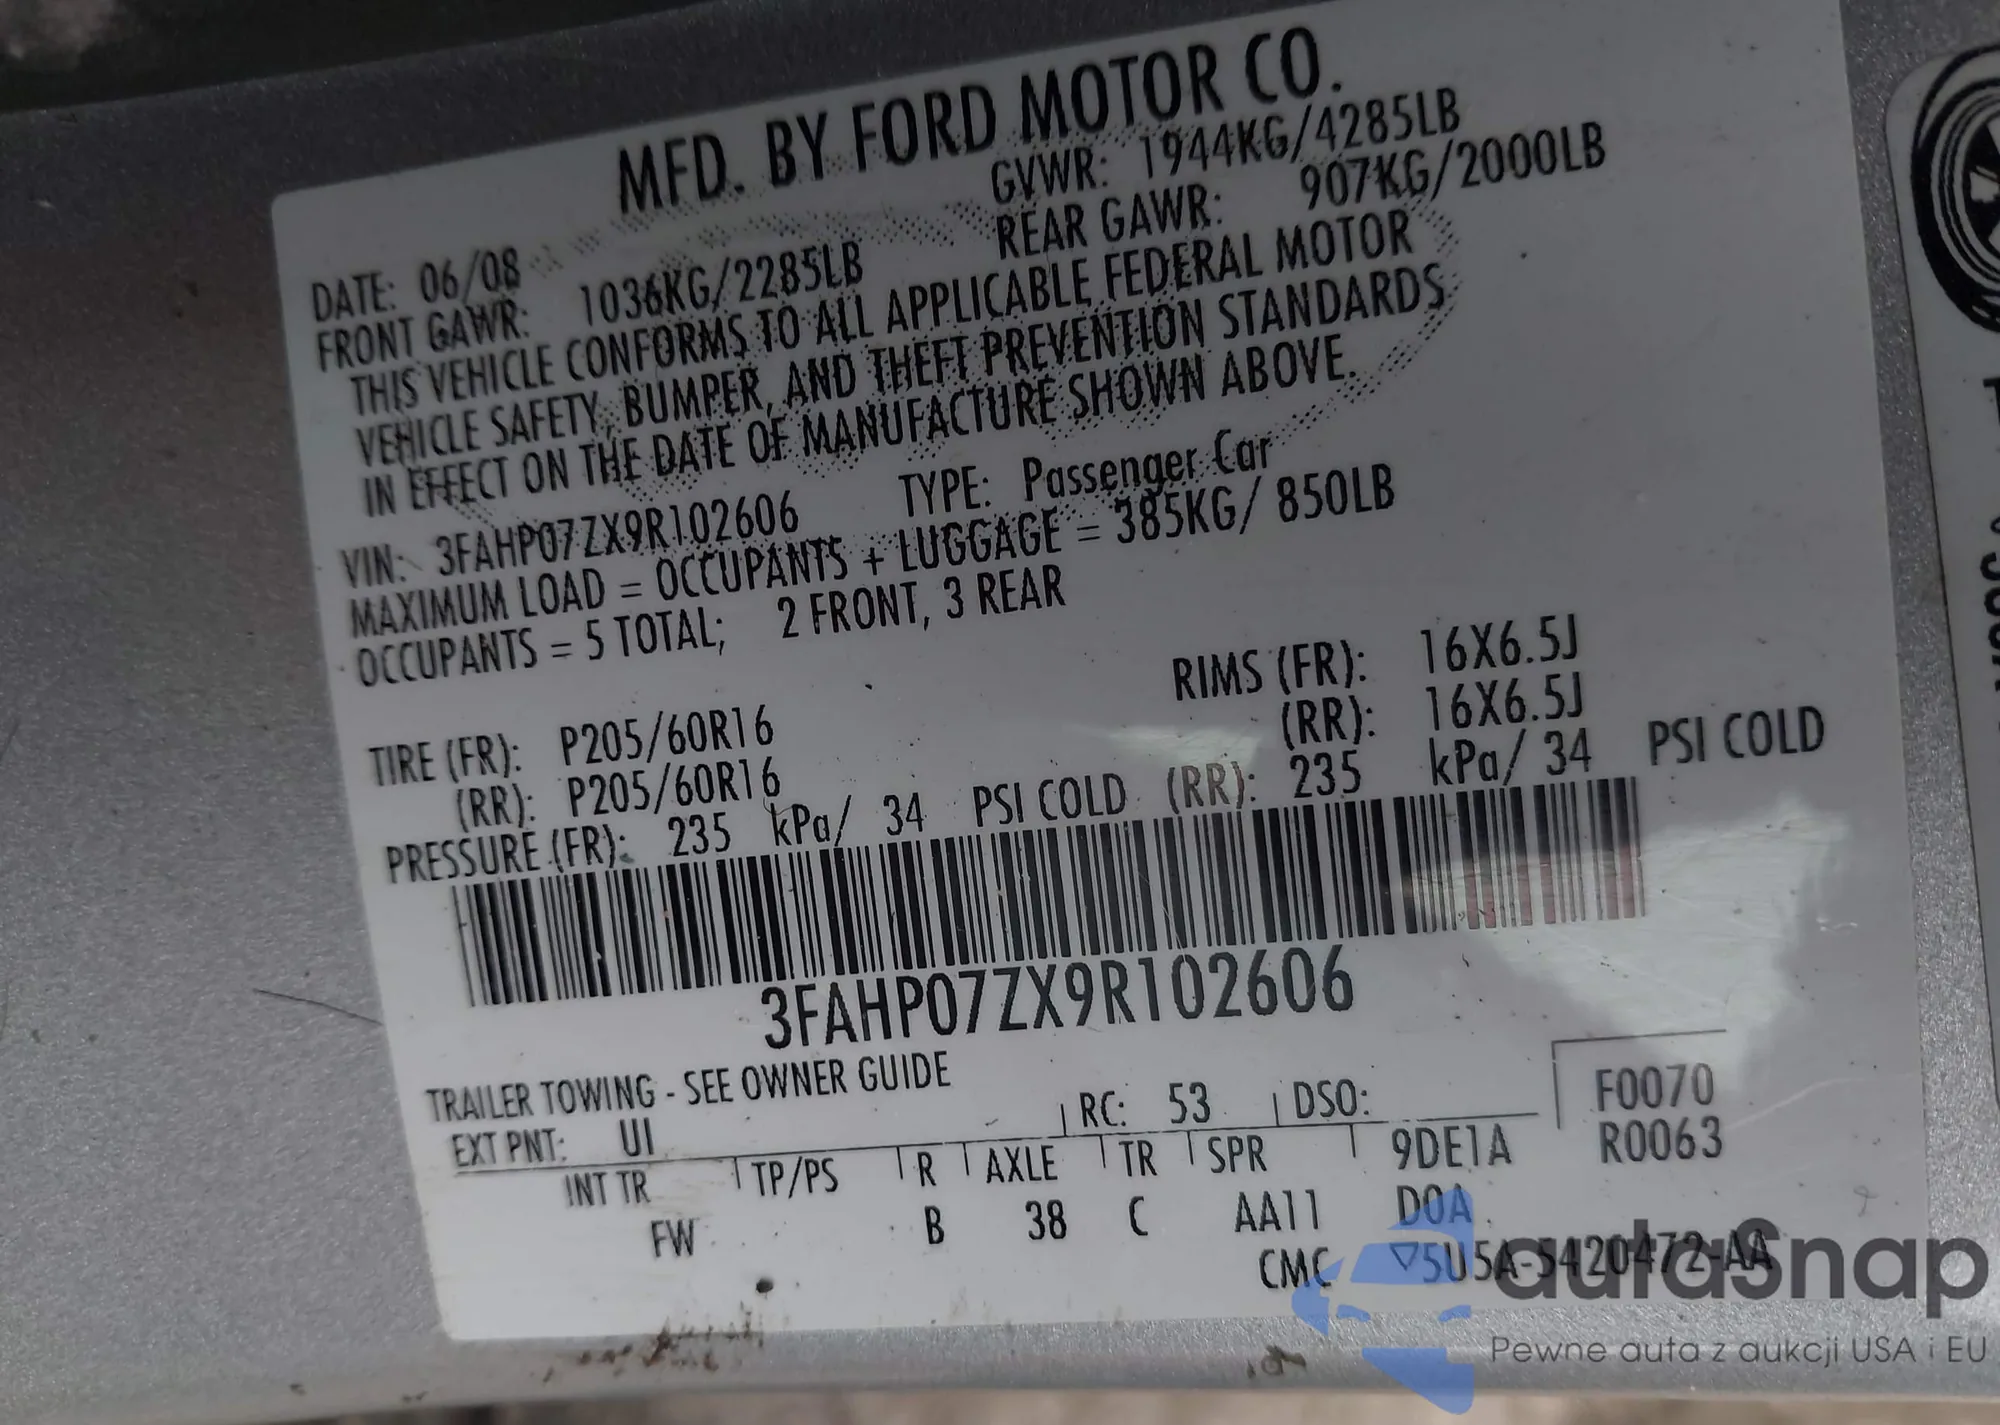 MFD. BY FORD MOTOR CO.
DATE: 06/08 GVWR: 1944KG/4285LB
FRONT GAWR: 1036KG/2285LB REAR GAWR: 907KG/2000LB
THIS VEHICLE CONFORMS TO ALL APPLICABLE FEDERAL MOTOR
VEHICLE SAFETY, BUMPER, AND THEFT PREVENTION STANDARDS
IN EFFECT ON THE DATE OF MANUFACTURE SHOWN ABOVE.
VIN: 3FAHP07ZX9R102606 TYPE: Passenger Car
MAXIMUM LOAD = OCCUPANTS + LUGGAGE = 385KG/ 850LB
OCCUPANTS = 5 TOTAL; 2 FRONT, 3 REAR
TIRE (FR): P205/60R16 RIMS (FR): 16X6.5J
(RR): P205/60R16 (RR): 16X6.5J
PRESSURE (FR): 235 kPa/ 34 PSI COLD (RR): 235 kPa/ 34 PSI COLD
3FAHP07ZX9R102606
TRAILER TOWING - SEE OWNER GUIDE
EXT PNT: UI RC: 53 DSO: F0070
INT TR TP/PS R AXLE TR SPR 9DE1A R0063
FW B 38 C AA11 D0A
CMC ▽5U5A-5420472-AA
autaSnap
Pewne auta z aukcji USA i EU